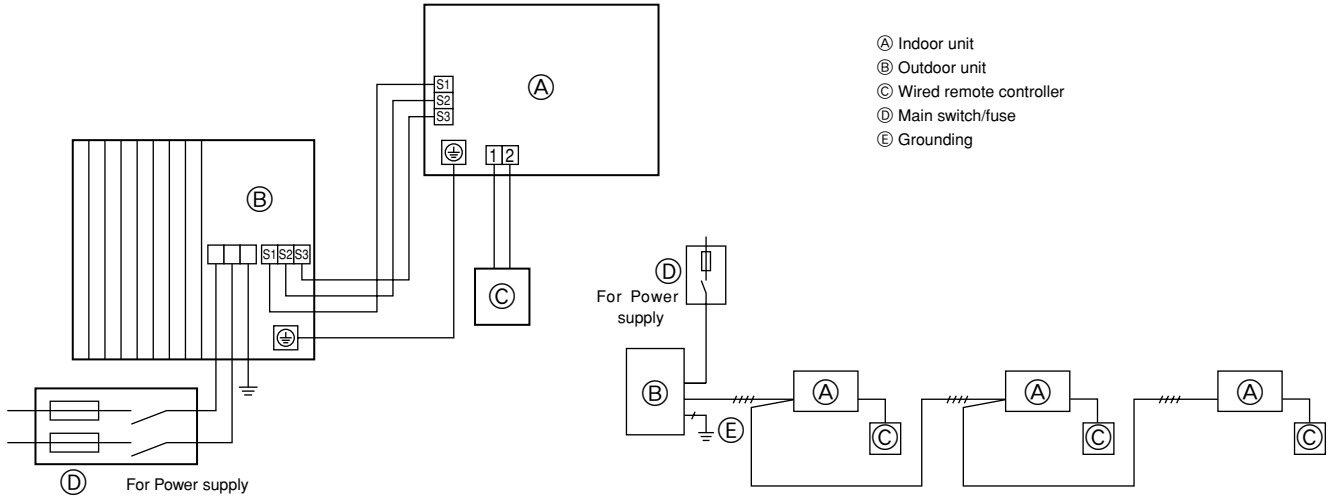 S1
S2
S3
Ⓐ
1 2
Ⓑ
S1 S2 S3
Ⓒ
Ⓓ
For Power supply
Ⓐ Indoor unit
Ⓑ Outdoor unit
Ⓒ Wired remote controller
Ⓓ Main switch/fuse
Ⓔ Grounding
Ⓓ
For Power
supply
Ⓑ
Ⓔ
Ⓐ
Ⓒ
Ⓐ
Ⓒ
Ⓐ
Ⓒ